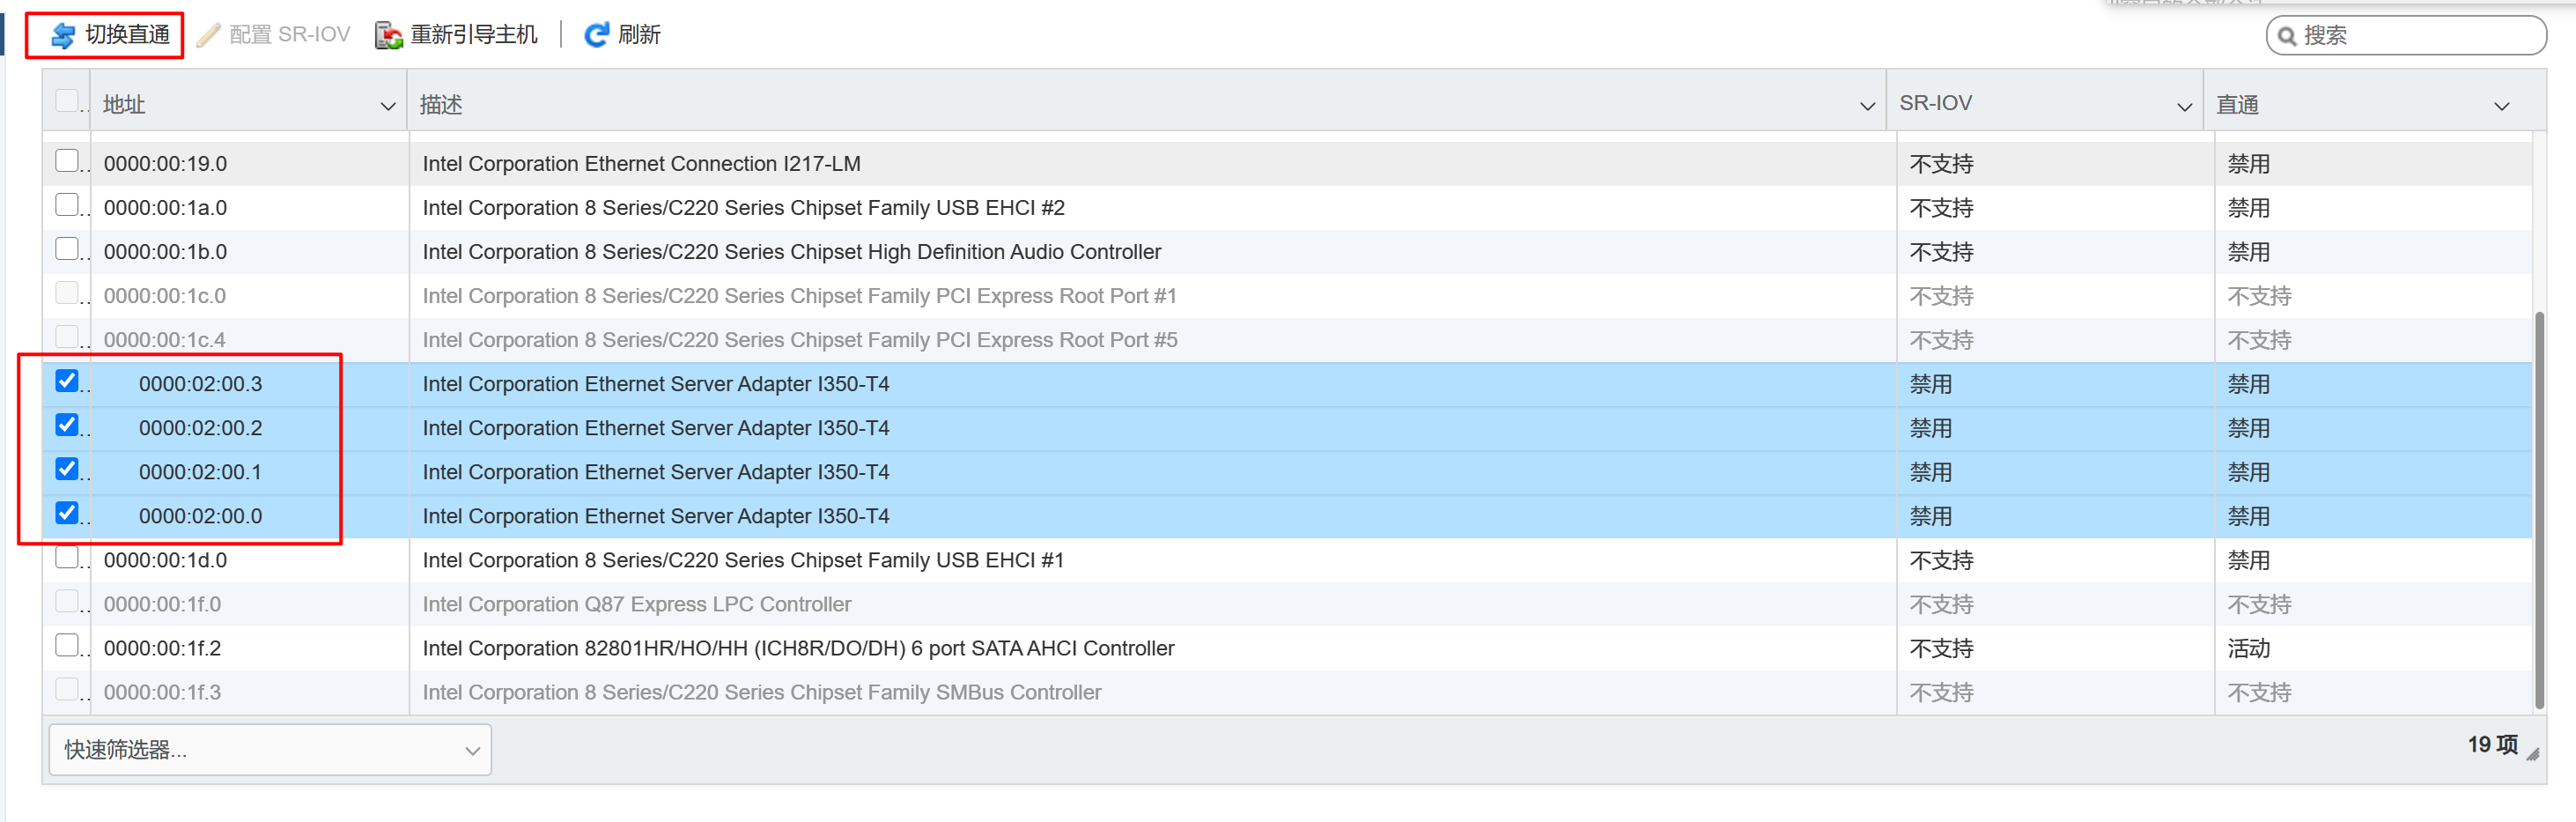 切换直通 配置 SR-IOV 重新引导主机 刷新 搜索
地址 描述 SR-IOV 直通
0000:00:19.0 Intel Corporation Ethernet Connection I217-LM 不支持 禁用
0000:00:1a.0 Intel Corporation 8 Series/C220 Series Chipset Family USB EHCI #2 不支持 禁用
0000:00:1b.0 Intel Corporation 8 Series/C220 Series Chipset High Definition Audio Controller 不支持 禁用
0000:00:1c.0 Intel Corporation 8 Series/C220 Series Chipset Family PCI Express Root Port #1 不支持 不支持
0000:00:1c.4 Intel Corporation 8 Series/C220 Series Chipset Family PCI Express Root Port #5 不支持 不支持
0000:02:00.3 Intel Corporation Ethernet Server Adapter I350-T4 禁用 禁用
0000:02:00.2 Intel Corporation Ethernet Server Adapter I350-T4 禁用 禁用
0000:02:00.1 Intel Corporation Ethernet Server Adapter I350-T4 禁用 禁用
0000:02:00.0 Intel Corporation Ethernet Server Adapter I350-T4 禁用 禁用
0000:00:1d.0 Intel Corporation 8 Series/C220 Series Chipset Family USB EHCI #1 不支持 禁用
0000:00:1f.0 Intel Corporation Q87 Express LPC Controller 不支持 不支持
0000:00:1f.2 Intel Corporation 82801HR/HO/HH (ICH8R/DO/DH) 6 port SATA AHCI Controller 不支持 活动
0000:00:1f.3 Intel Corporation 8 Series/C220 Series Chipset Family SMBus Controller 不支持 不支持
快速筛选器... 19 项